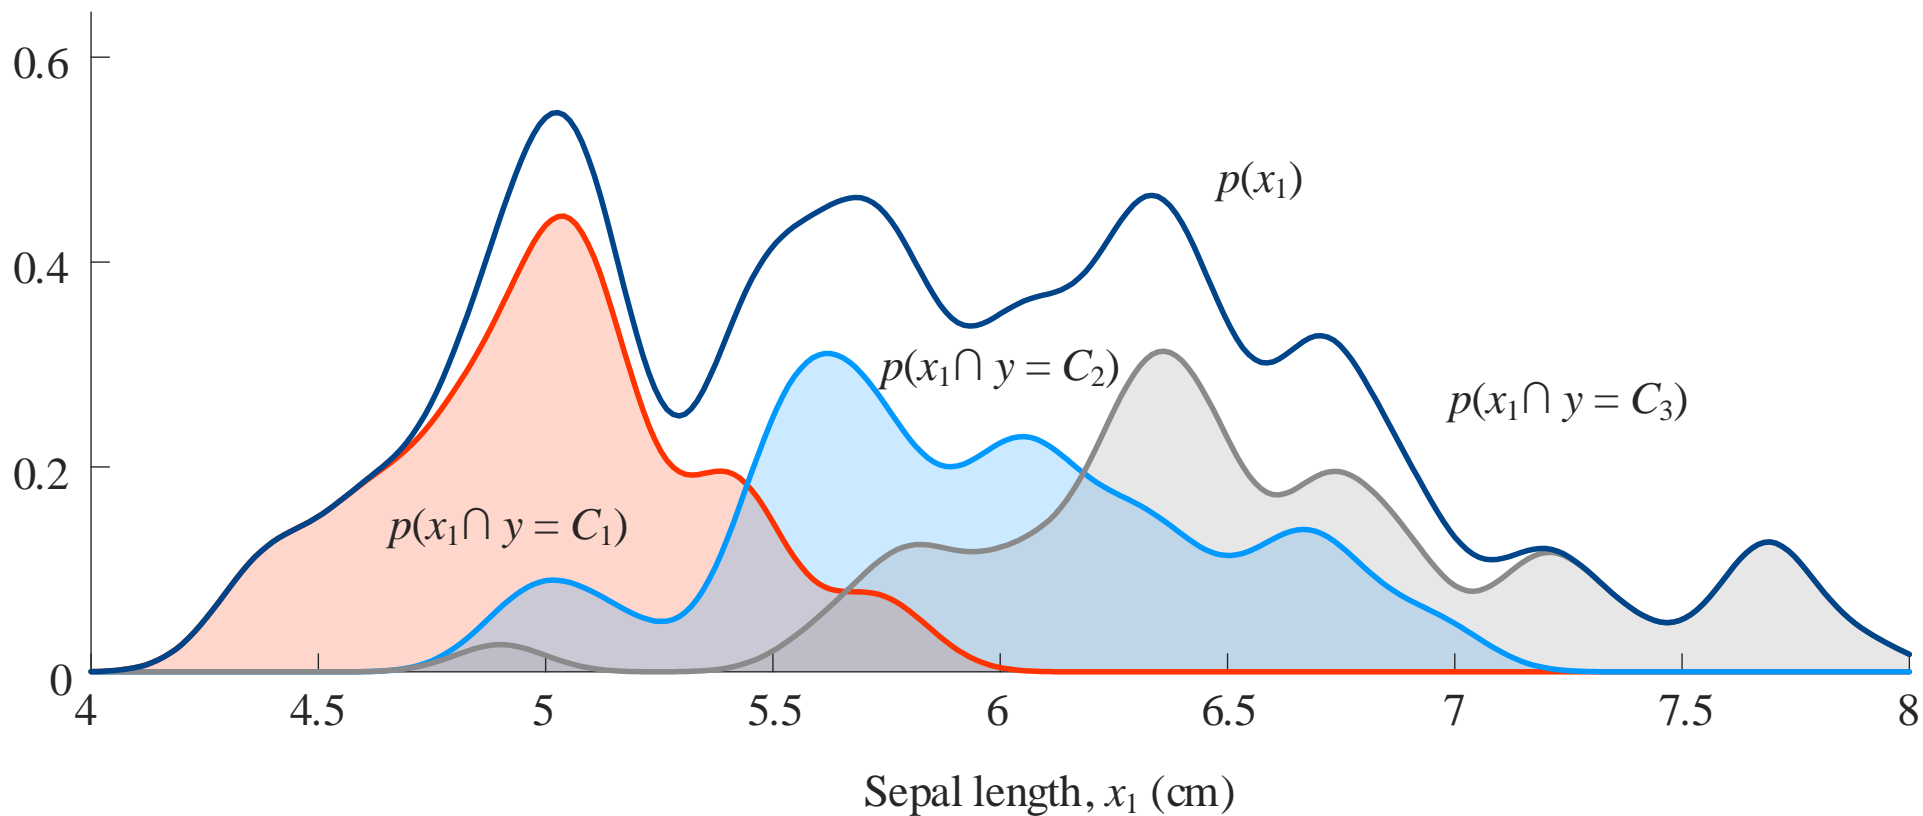 0.6
p(x₁)
0.4
p(x₁∩ y = C₂)
p(x₁∩ y = C₃)
0.2
p(x₁∩ y = C₁)
0
4 4.5 5 5.5 6 6.5 7 7.5 8
Sepal length, x₁ (cm)